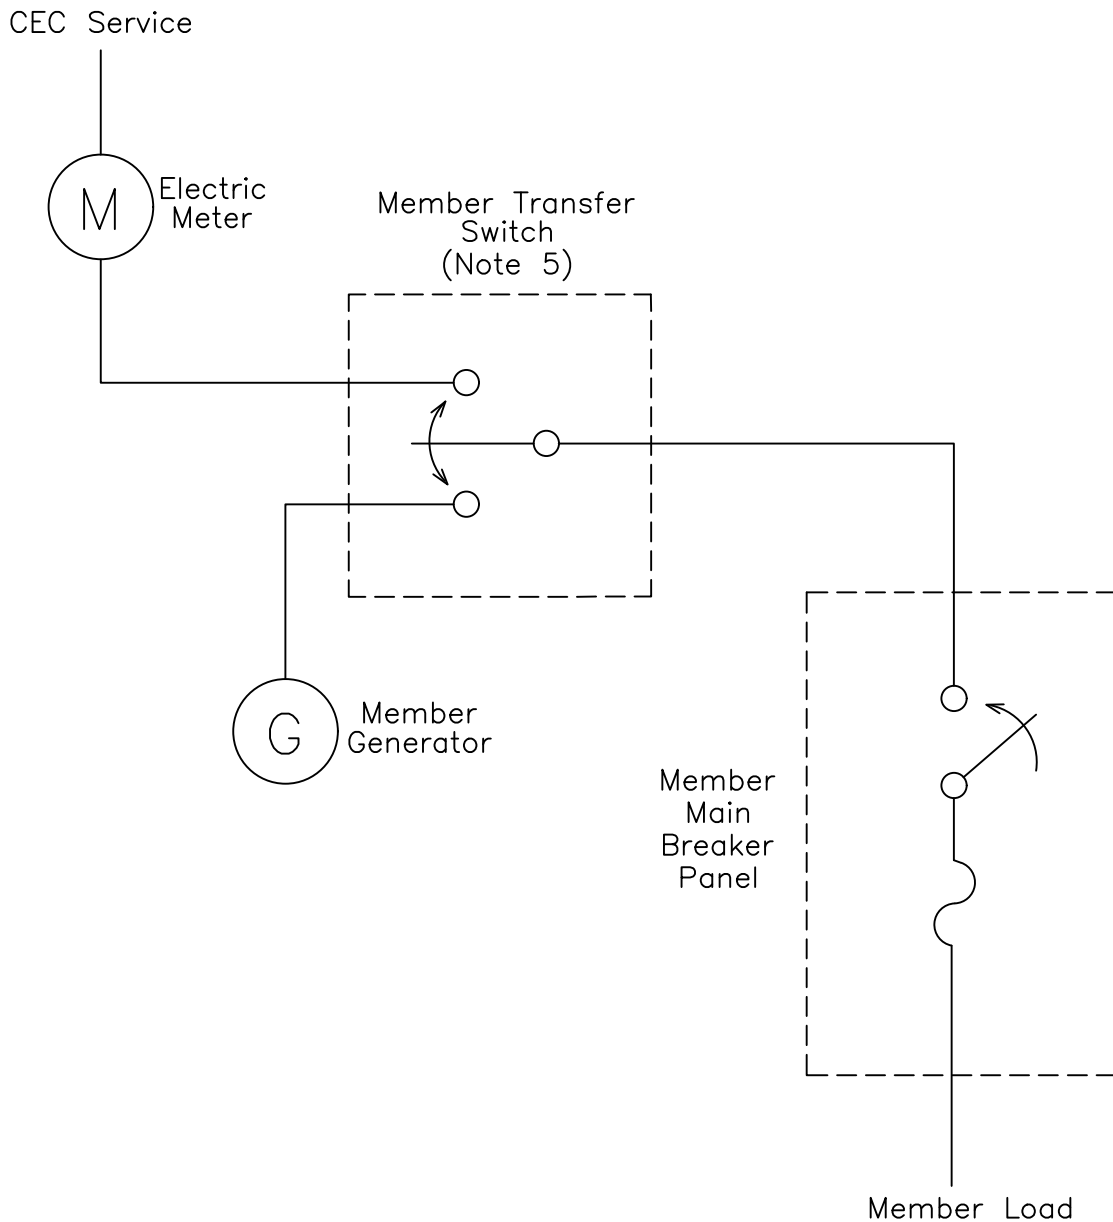 CEC Service
M
Electric
Meter
Member Transfer
Switch
(Note 5)
G
Member
Generator
Member
Main
Breaker
Panel
Member Load